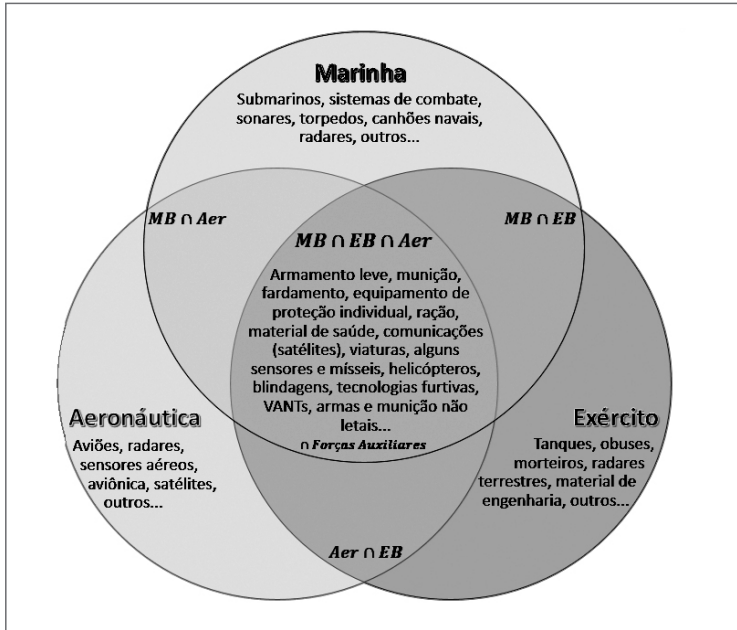 Marinha
Submarinos, sistemas de combate,
sonares, torpedos, canhões navais,
radares, outros...
MB ∩ Aer
MB ∩ EB
MB ∩ EB ∩ Aer
Armamento leve, munição,
fardamento, equipamento de
proteção individual, ração,
material de saúde, comunicações
(satélites), viaturas, alguns
sensores e mísseis, helicópteros,
blindagens, tecnologias furtivas,
VANTs, armas e munição não
letais...
∩ Forças Auxiliares
Aeronáutica
Aviões, radares,
sensores aéreos,
aviônica, satélites,
outros...
Exército
Tanques, obuses,
morteiros, radares
terrestres, material de
engenharia, outros...
Aer ∩ EB